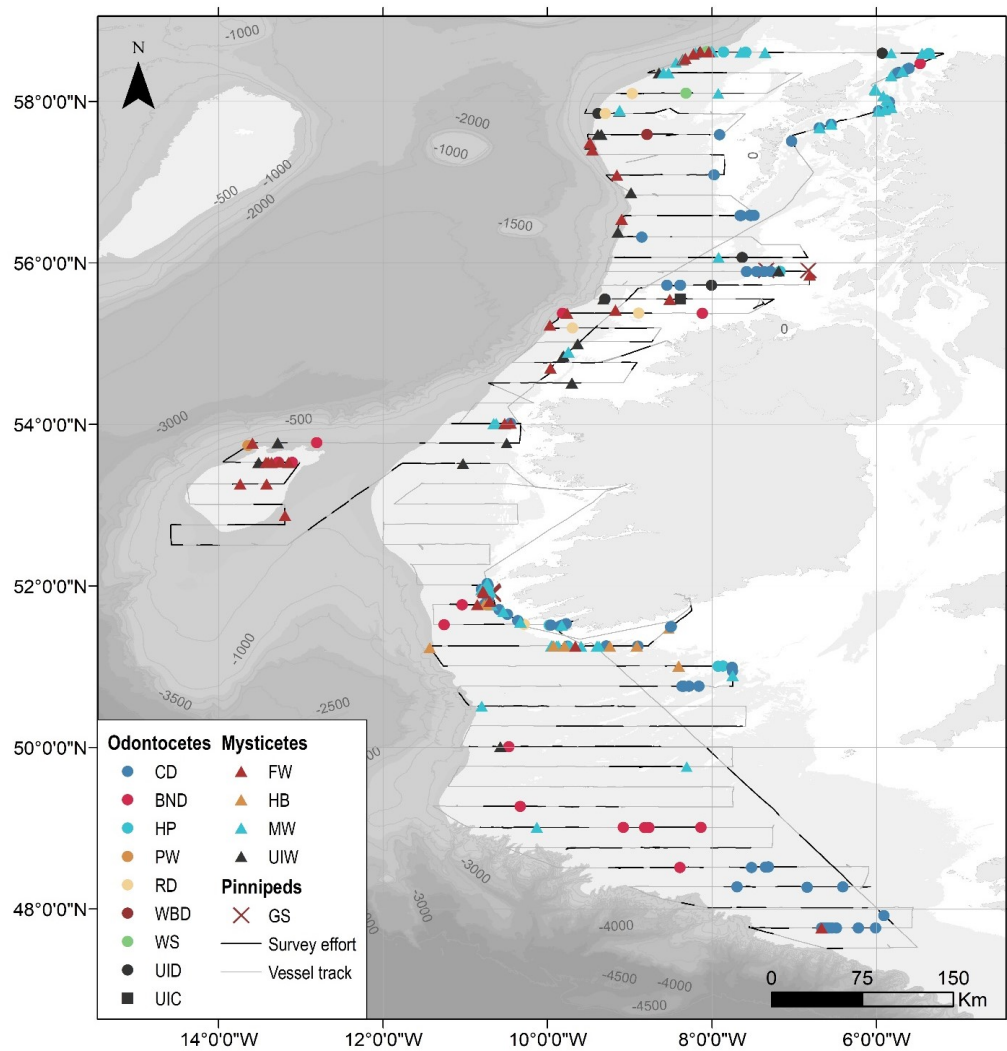 -1000
N
58°0'0"N
-2000
-1000
-1000
-500
-2000
0
-1500
56°0'0"N
0
54°0'0"N
-3000
-500
52°0'0"N
-1000
-3500
-2500
50°0'0"N
48°0'0"N
-3000
-3000
-4000
-4500
-4000
-4500
Odontocetes
CD
BND
HP
PW
RD
WBD
WS
UID
UIC
Mysticetes
FW
HB
MW
UIW
Pinnipeds
GS
Survey effort
Vessel track
0 75 150
Km
14°0'0"W 12°0'0"W 10°0'0"W 8°0'0"W 6°0'0"W